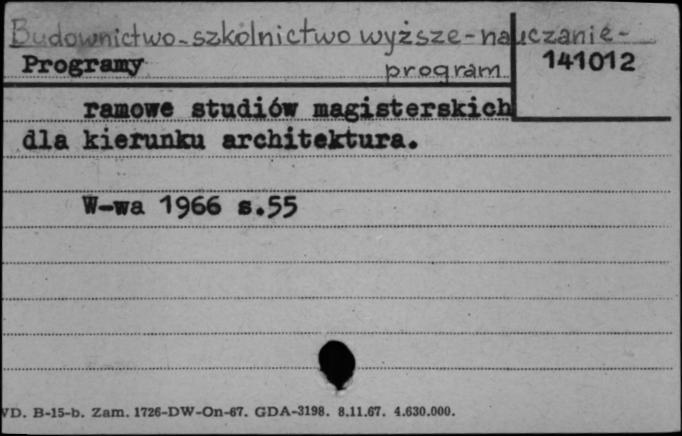 Budownictwo-szkolnictwo wyższe-nauczanie-
program
Programy
141012
ramowe studiów magisterskich
dla kierunku architektura.
W-wa 1966 s.55
VD. B-15-b. Zam. 1726-DW-On-67. GDA-3198. 8.11.67. 4.630.000.